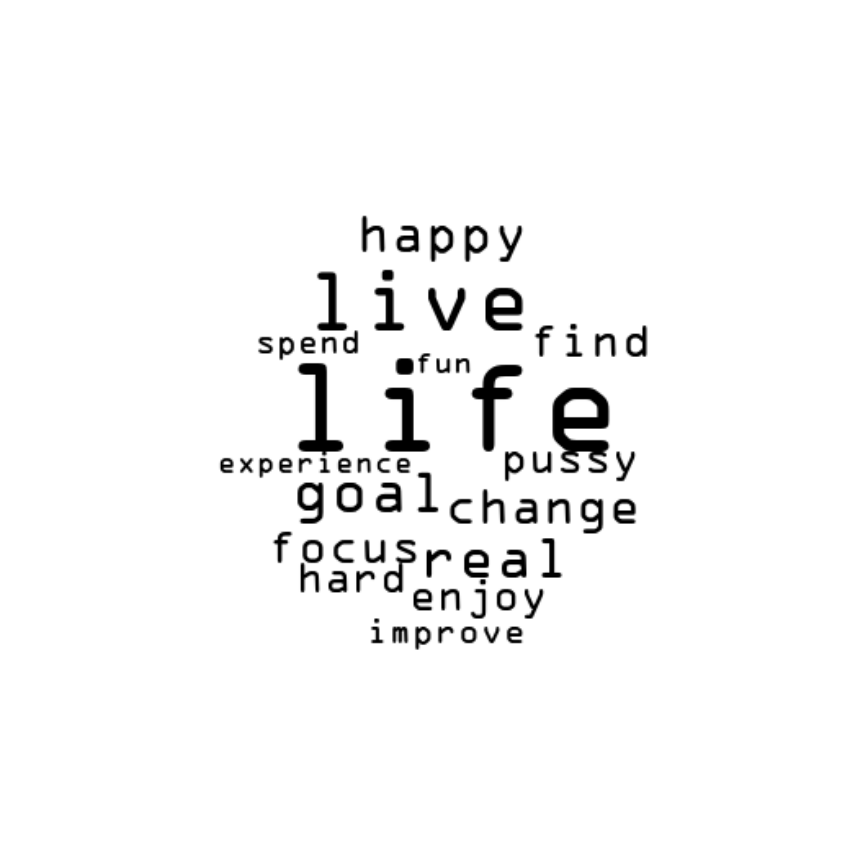 happy
live
spend
find
fun
life
experience
pussy
goal
change
focus
real
hard
enjoy
improve